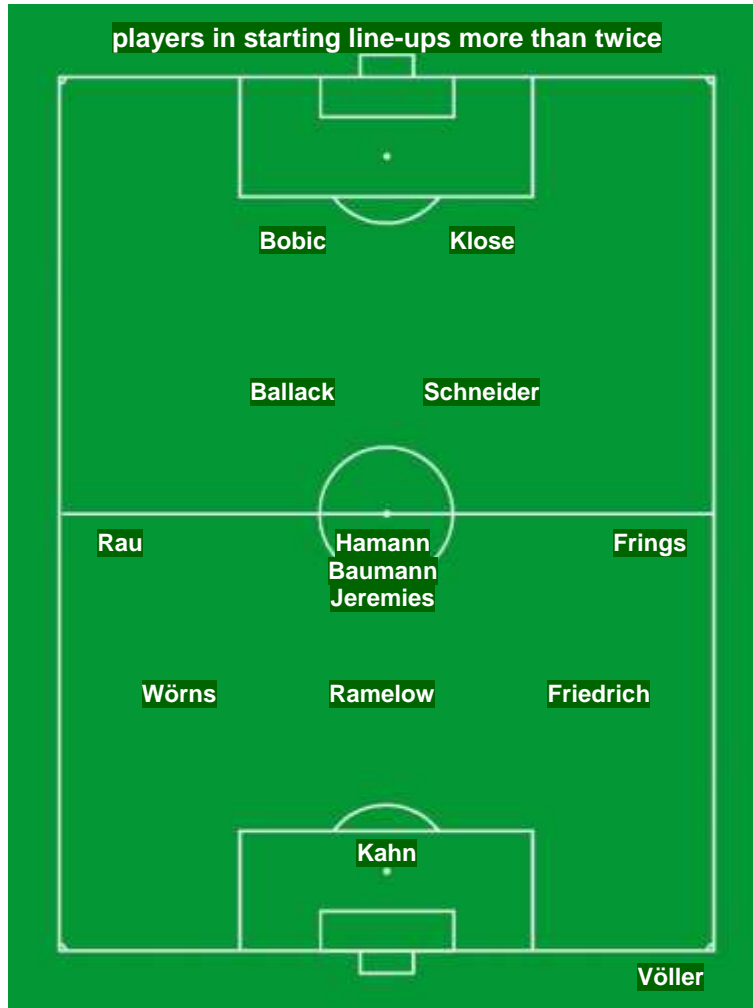 players in starting line-ups more than twice
Bobic Klose
Ballack Schneider
Rau Hamann Frings
Baumann
Jeremies
Wörns Ramelow Friedrich
Kahn
Völler